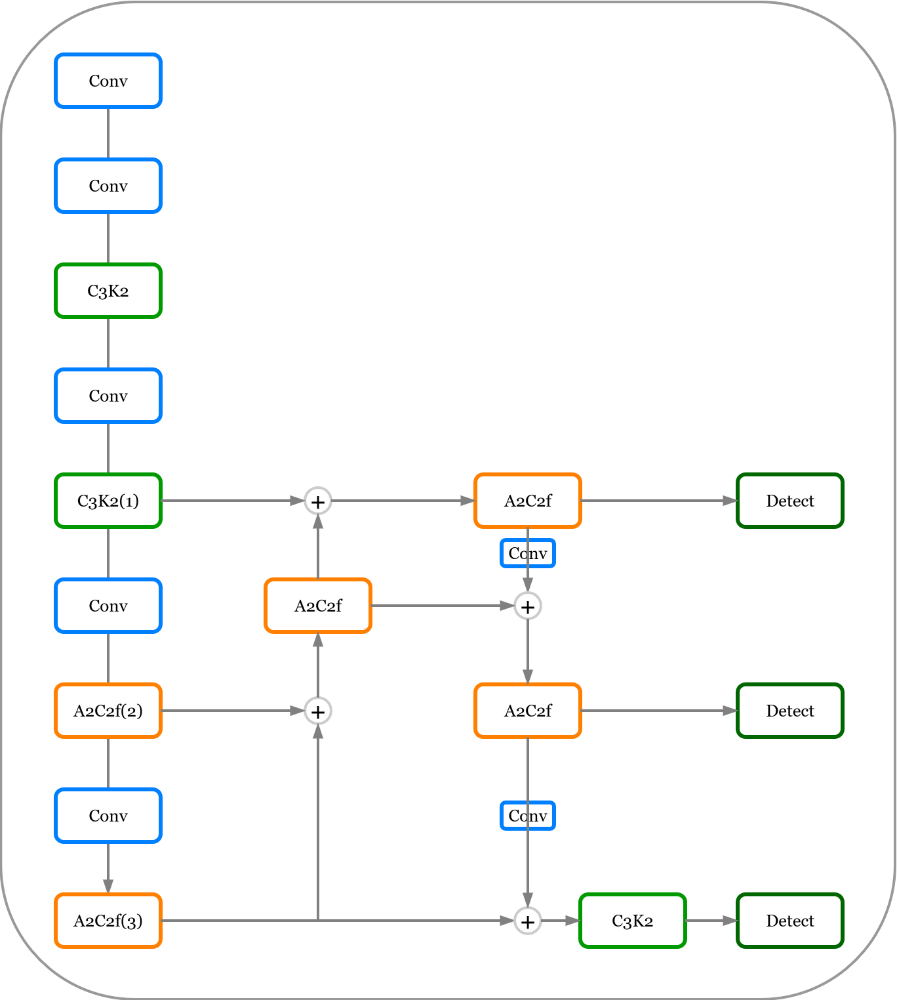 Conv
Conv
C3K2
Conv
C3K2(1)
+
A2C2f
Detect
Conv
Conv
A2C2f
+
A2C2f(2)
+
A2C2f
Detect
Conv
Conv
A2C2f(3)
+
C3K2
Detect